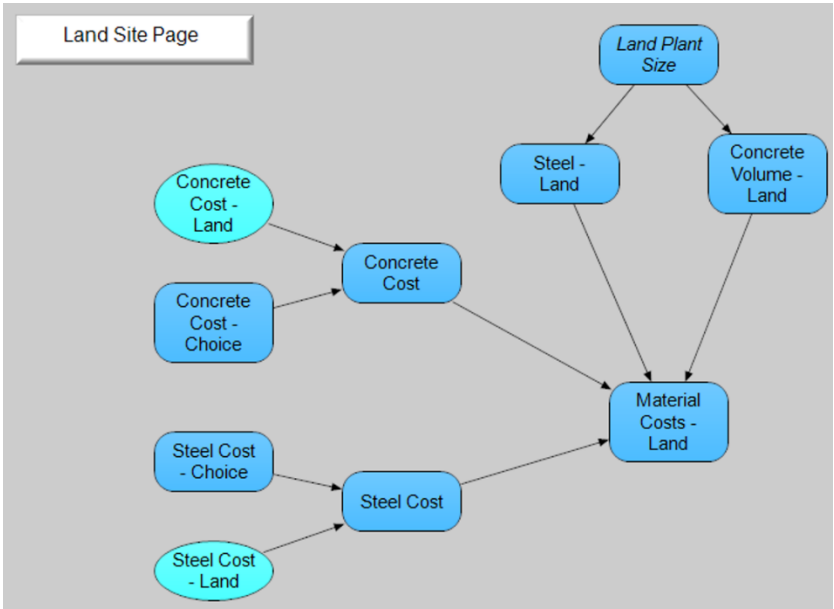 Land Site Page
Land Plant
Size
Steel -
Land
Concrete
Volume -
Land
Concrete
Cost -
Land
Concrete
Cost
Concrete
Cost -
Choice
Material
Costs -
Land
Steel Cost
- Choice
Steel Cost
Steel Cost
- Land